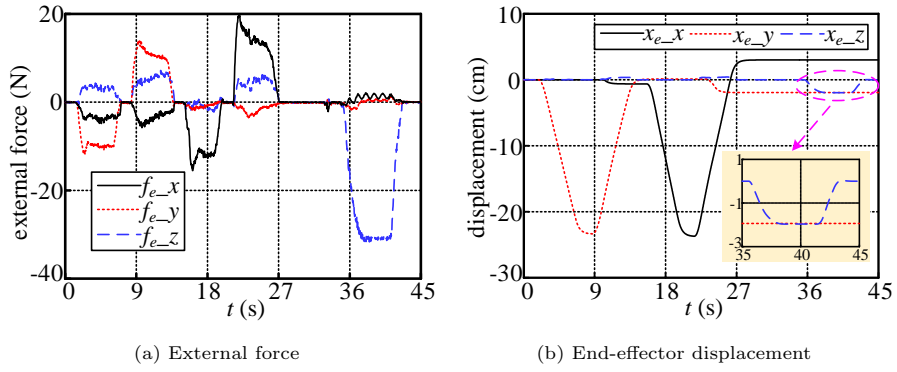 20
0
-20
-40
external force (N)
f_e_x
f_e_y
f_e_z
0 9 18 27 36 45
t (s)
(a) External force
10
0
-10
-20
-30
displacement (cm)
x_e_x x_e_y x_e_z
1
-1
-3
35 40 45
0 9 18 27 36 45
t (s)
(b) End-effector displacement